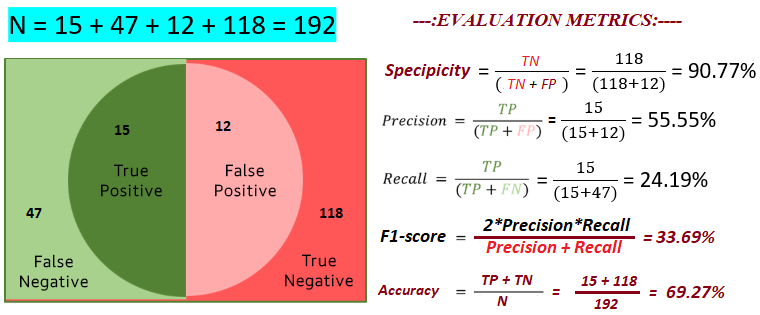 N = 15 + 47 + 12 + 118 = 192
15
True
Positive
12
False
Positive
47
False
Negative
118
True
Negative
---:EVALUATION METRICS:----
Specipicity = TN / ( TN + FP ) = 118 / (118+12) = 90.77%
Precision = TP / (TP + FP) = 15 / (15+12) = 55.55%
Recall = TP / (TP + FN) = 15 / (15+47) = 24.19%
F1-score = 2*Precision*Recall / Precision + Recall = 33.69%
Accuracy = TP + TN / N = 15 + 118 / 192 = 69.27%